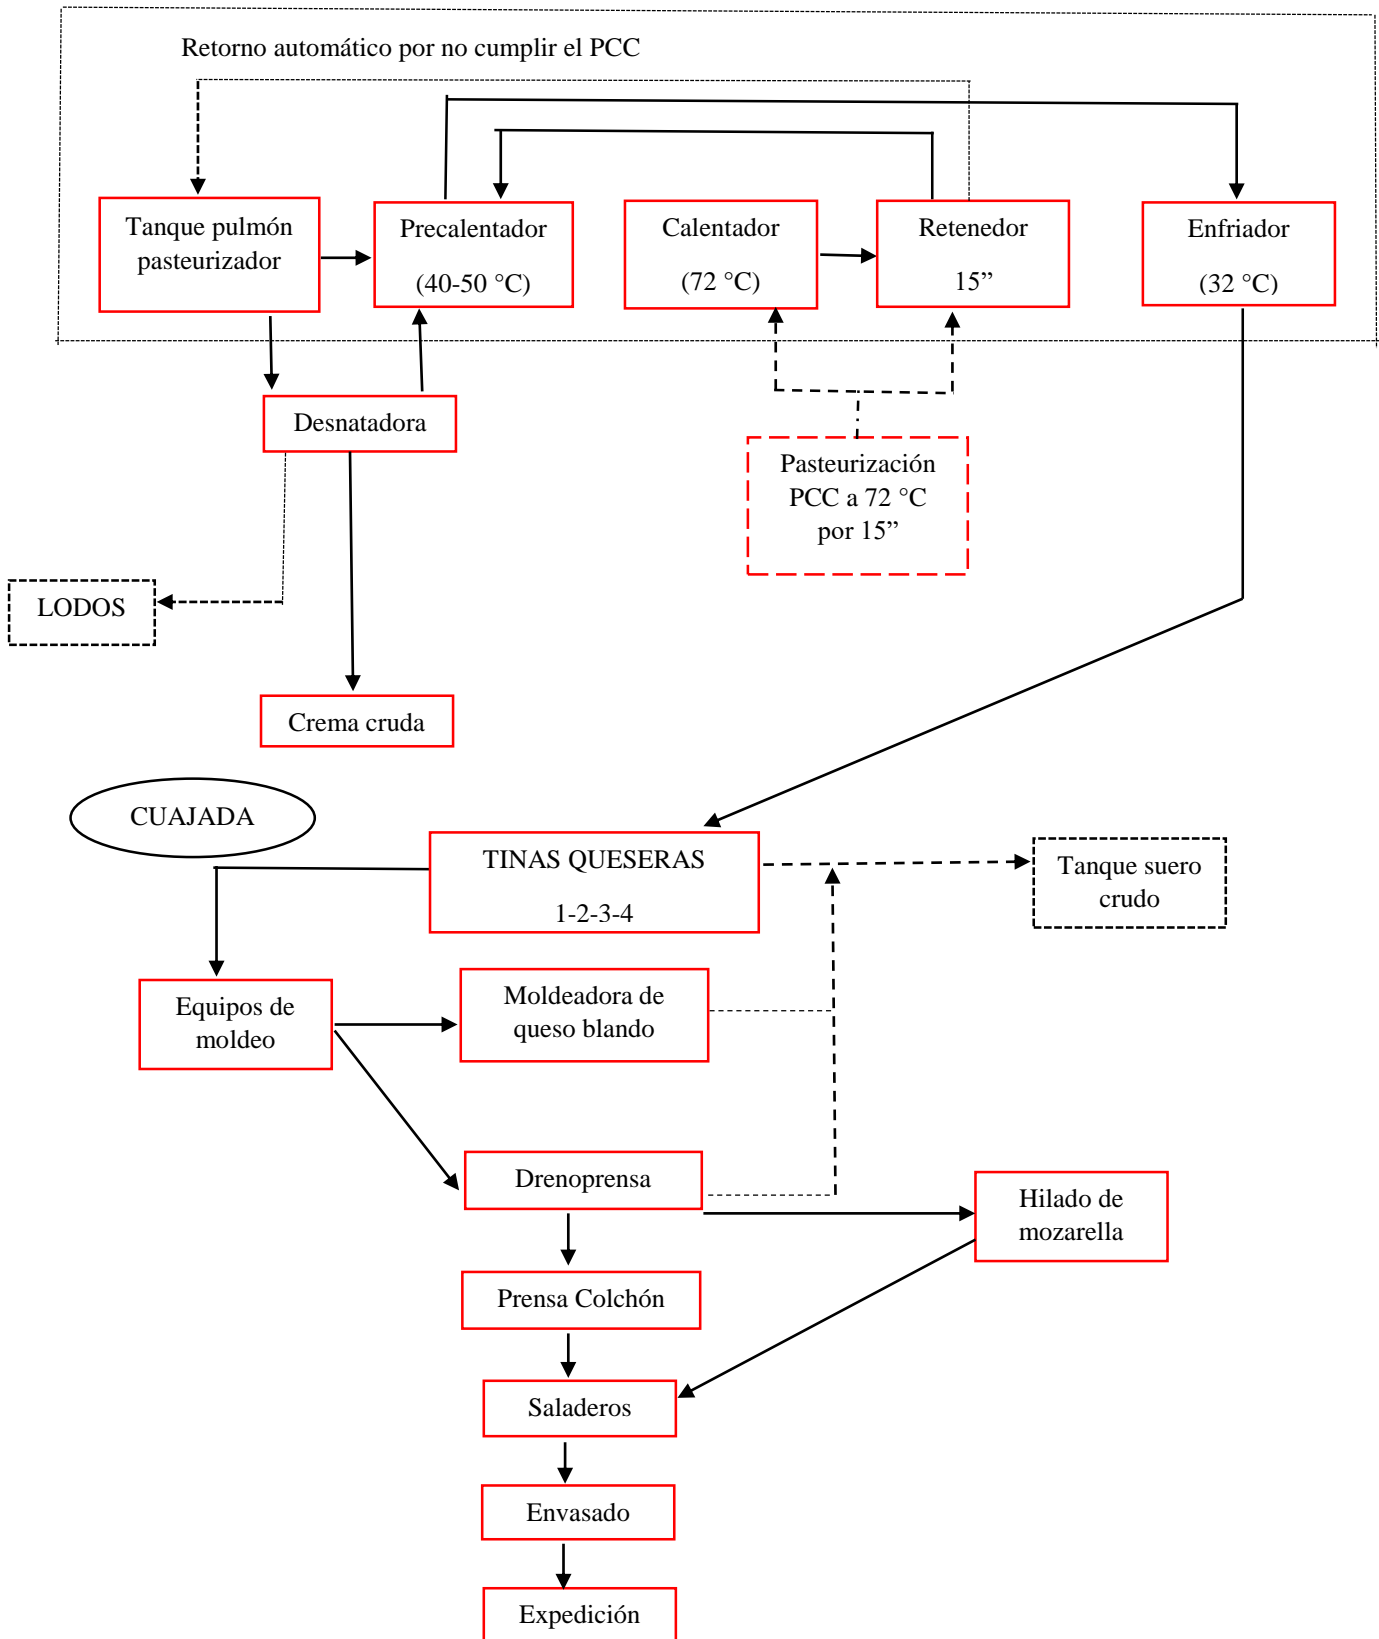 Retorno automático por no cumplir el PCC
Tanque pulmón
pasteurizador
Precalentador
(40-50 °C)
Calentador
(72 °C)
Retenedor
15”
Enfriador
(32 °C)
Desnatadora
Pasteurización
PCC a 72 °C
por 15”
LODOS
Crema cruda
CUAJADA
TINAS QUESERAS
1-2-3-4
Tanque suero
crudo
Equipos de
moldeo
Moldeadora de
queso blando
Drenoprensa
Hilado de
mozarella
Prensa Colchón
Saladeros
Envasado
Expedición